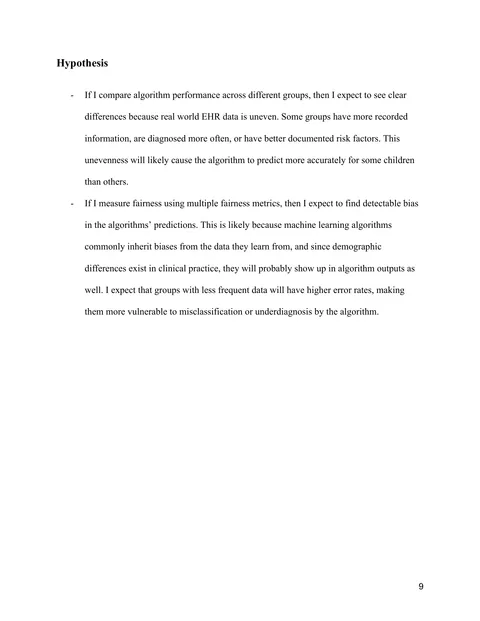 Hypothesis
- If I compare algorithm performance across different groups, then I expect to see clear
differences because real world EHR data is uneven. Some groups have more recorded
information, are diagnosed more often, or have better documented risk factors. This
unevenness will likely cause the algorithm to predict more accurately for some children
than others.
- If I measure fairness using multiple fairness metrics, then I expect to find detectable bias
in the algorithms’ predictions. This is likely because machine learning algorithms
commonly inherit biases from the data they learn from, and since demographic
differences exist in clinical practice, they will probably show up in algorithm outputs as
well. I expect that groups with less frequent data will have higher error rates, making
them more vulnerable to misclassification or underdiagnosis by the algorithm.
9